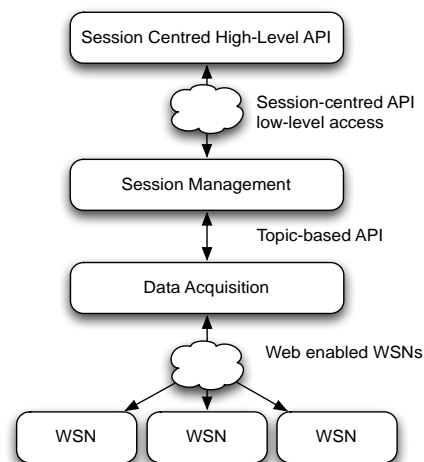 Session Centred High-Level API
Session-centred API
low-level access
Session Management
Topic-based API
Data Acquisition
Web enabled WSNs
WSN
WSN
WSN